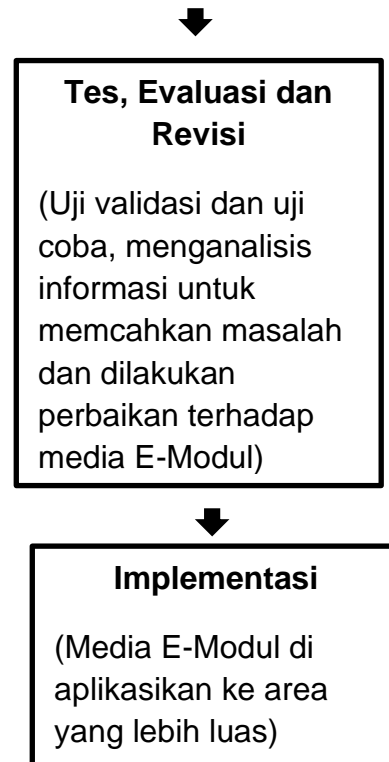 Tes, Evaluasi dan
Revisi
(Uji validasi dan uji
coba, menganalisis
informasi untuk
memcahkan masalah
dan dilakukan
perbaikan terhadap
media E-Modul)
Implementasi
(Media E-Modul di
aplikasikan ke area
yang lebih luas)